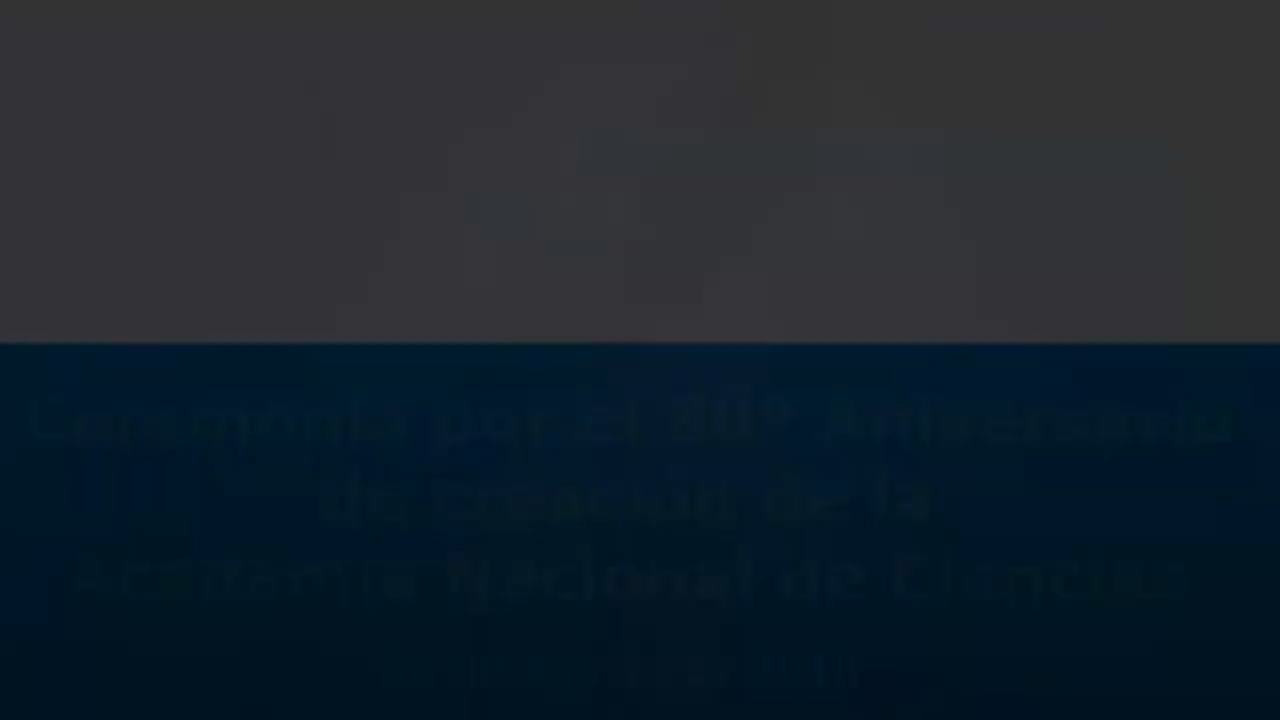 Ceremonia por el 80° Aniversario
de creación de la
Academia Nacional de Ciencias